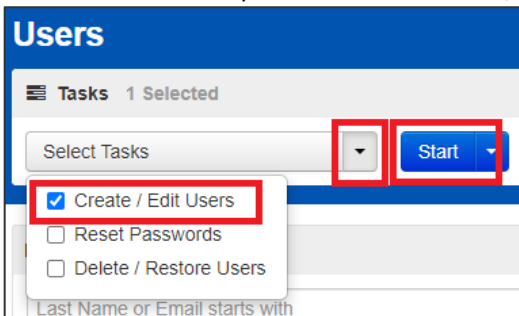 Users
Tasks 1 Selected
Select Tasks
Start
Create / Edit Users
Reset Passwords
Delete / Restore Users
Last Name or Email starts with